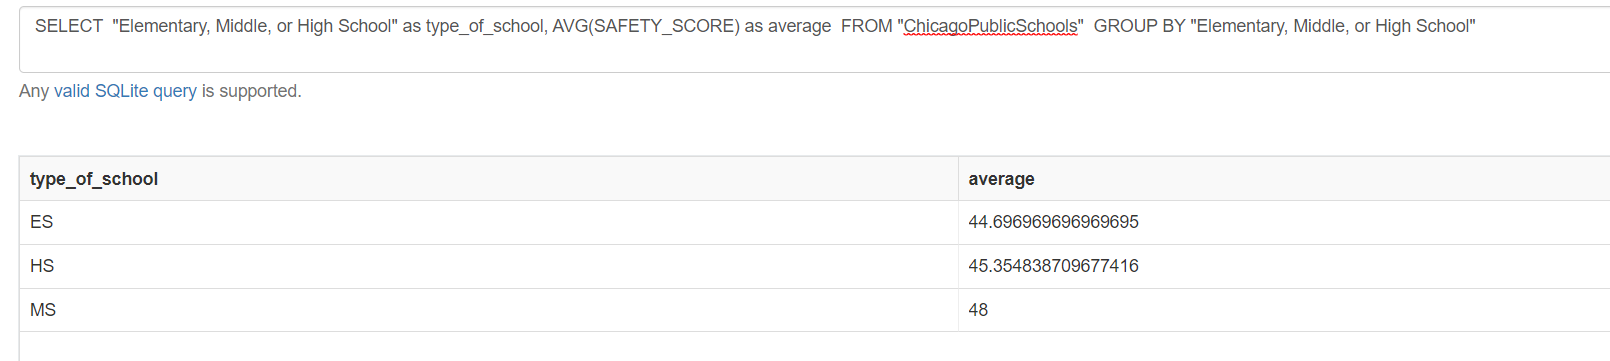 SELECT  "Elementary, Middle, or High School" as type_of_school, AVG(SAFETY_SCORE) as average  FROM "ChicagoPublicSchools"  GROUP BY "Elementary, Middle, or High School"
Any valid SQLite query is supported.
type_of_school average
ES 44.696969696969695
HS 45.354838709677416
MS 48